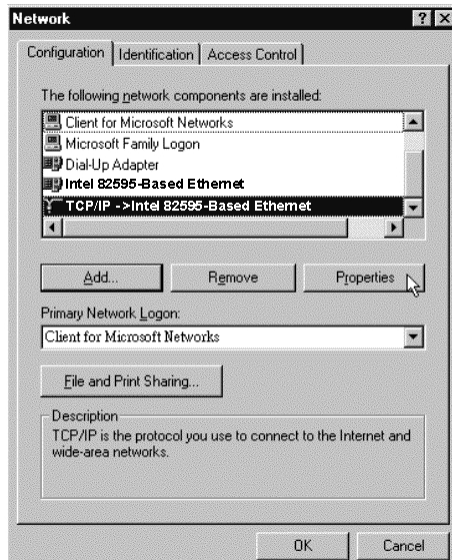 Network
Configuration Identification Access Control
The following network components are installed:
Client for Microsoft Networks
Microsoft Family Logon
Dial-Up Adapter
Intel 82595-Based Ethernet
TCP/IP ->Intel 82595-Based Ethernet
Add... Remove Properties
Primary Network Logon:
Client for Microsoft Networks
File and Print Sharing...
Description
TCP/IP is the protocol you use to connect to the Internet and
wide-area networks.
OK Cancel